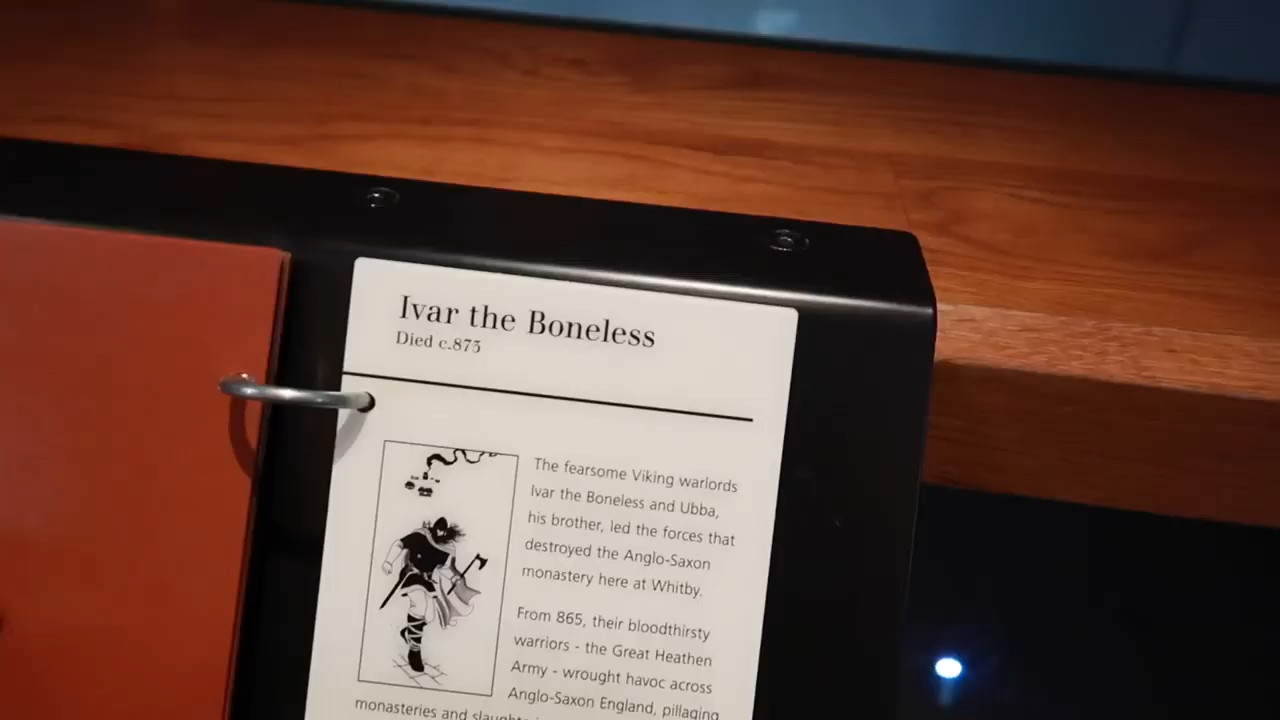 Ivar the Boneless
Died c.873
The fearsome Viking warlords
Ivar the Boneless and Ubba,
his brother, led the forces that
destroyed the Anglo-Saxon
monastery here at Whitby.
From 865, their bloodthirsty
warriors - the Great Heathen
Army - wrought havoc across
Anglo-Saxon England, pillaging
monasteries and